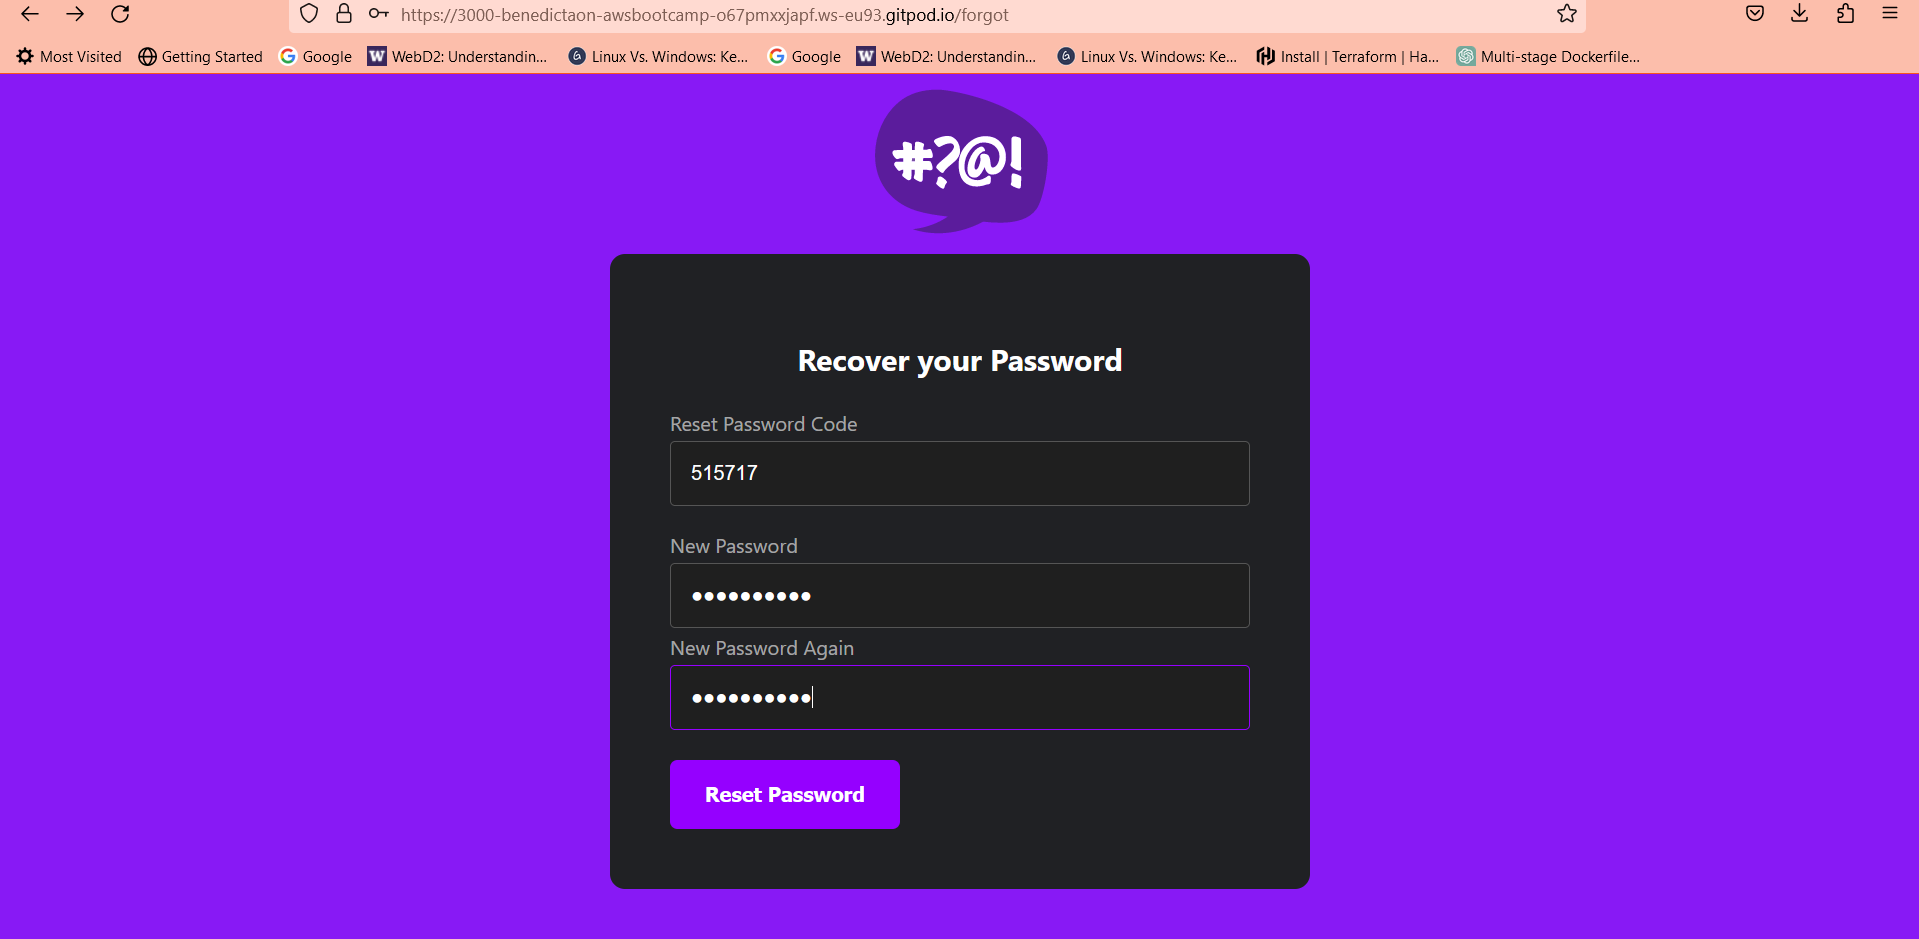 https://3000-benedictaon-awsbootcamp-o67pmxxjapf.ws-eu93.gitpod.io/forgot
Most Visited Getting Started Google WebD2: Understandin... Linux Vs. Windows: Ke... Google WebD2: Understandin... Linux Vs. Windows: Ke... Install | Terraform | Ha... Multi-stage Dockerfile...
#?@!
Recover your Password
Reset Password Code
515717
New Password
••••••••••
New Password Again
••••••••••
Reset Password